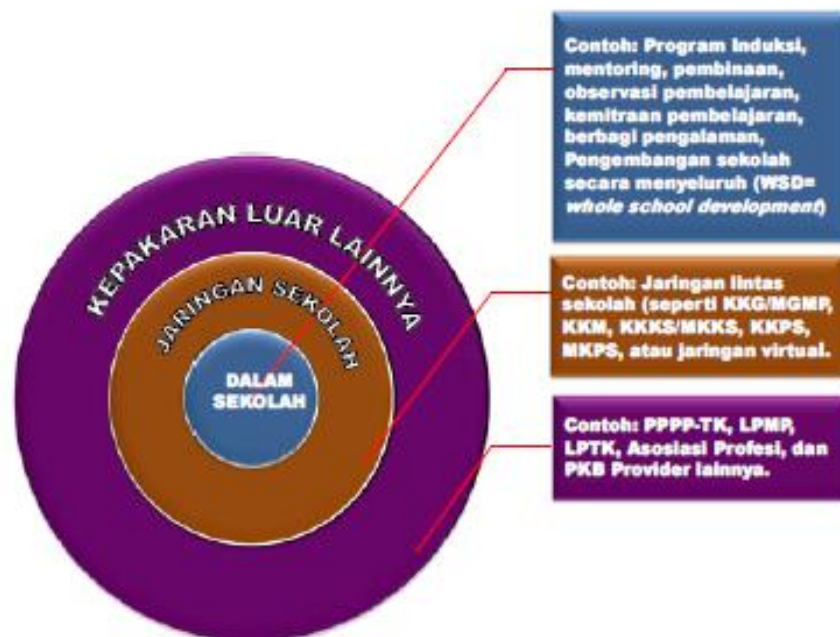 Contoh: Program Induksi,
mentoring, pembinaan,
observasi pembelajaran,
kemitraan pembelajaran,
berbagi pengalaman,
Pengembangan sekolah
secara menyeluruh (WSD=
whole school development)
KEPAKARAN LUAR LAINNYA
JARINGAN SEKOLAH
DALAM
SEKOLAH
Contoh: Jaringan lintas
sekolah (seperti KKG/MGMP,
KKM, KKKS/MKKS, KKPS,
MKPS, atau jaringan virtual.
Contoh: PPPP-TK, LPMP,
LPTK, Asosiasi Profesi, dan
PKB Provider lainnya.